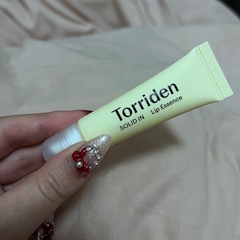 Torriden
SOLID IN Lip Essence